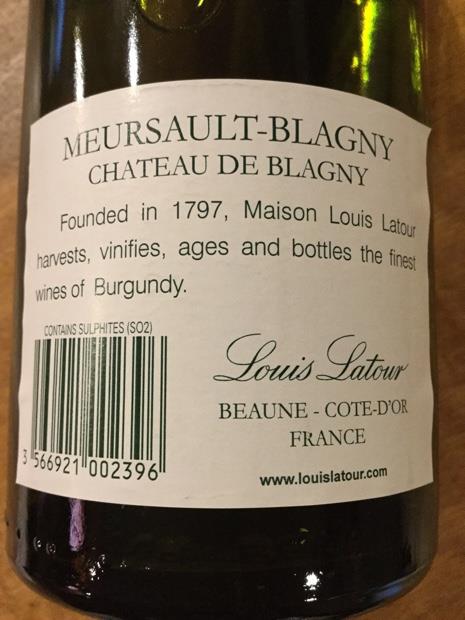 MEURSAULT-BLAGNY
CHATEAU DE BLAGNY
Founded in 1797, Maison Louis Latour
harvests, vinifies, ages and bottles the finest
wines of Burgundy.
CONTAINS SULPHITES (SO2)
3 566921 002396
Louis Latour
BEAUNE - COTE-D'OR
FRANCE
www.louislatour.com